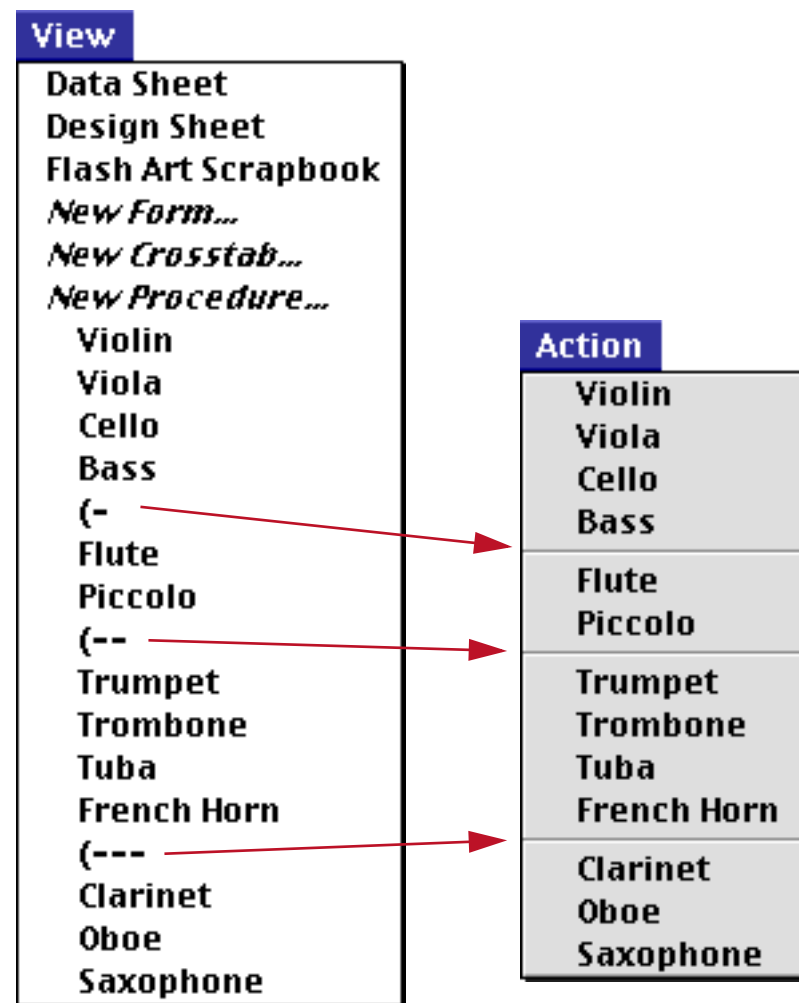 View
Data Sheet
Design Sheet
Flash Art Scrapbook
New Form...
New Crosstab...
New Procedure...
Violin
Viola
Cello
Bass
(-
Flute
Piccolo
(--
Trumpet
Trombone
Tuba
French Horn
(---
Clarinet
Oboe
Saxophone
Action
Violin
Viola
Cello
Bass
Flute
Piccolo
Trumpet
Trombone
Tuba
French Horn
Clarinet
Oboe
Saxophone